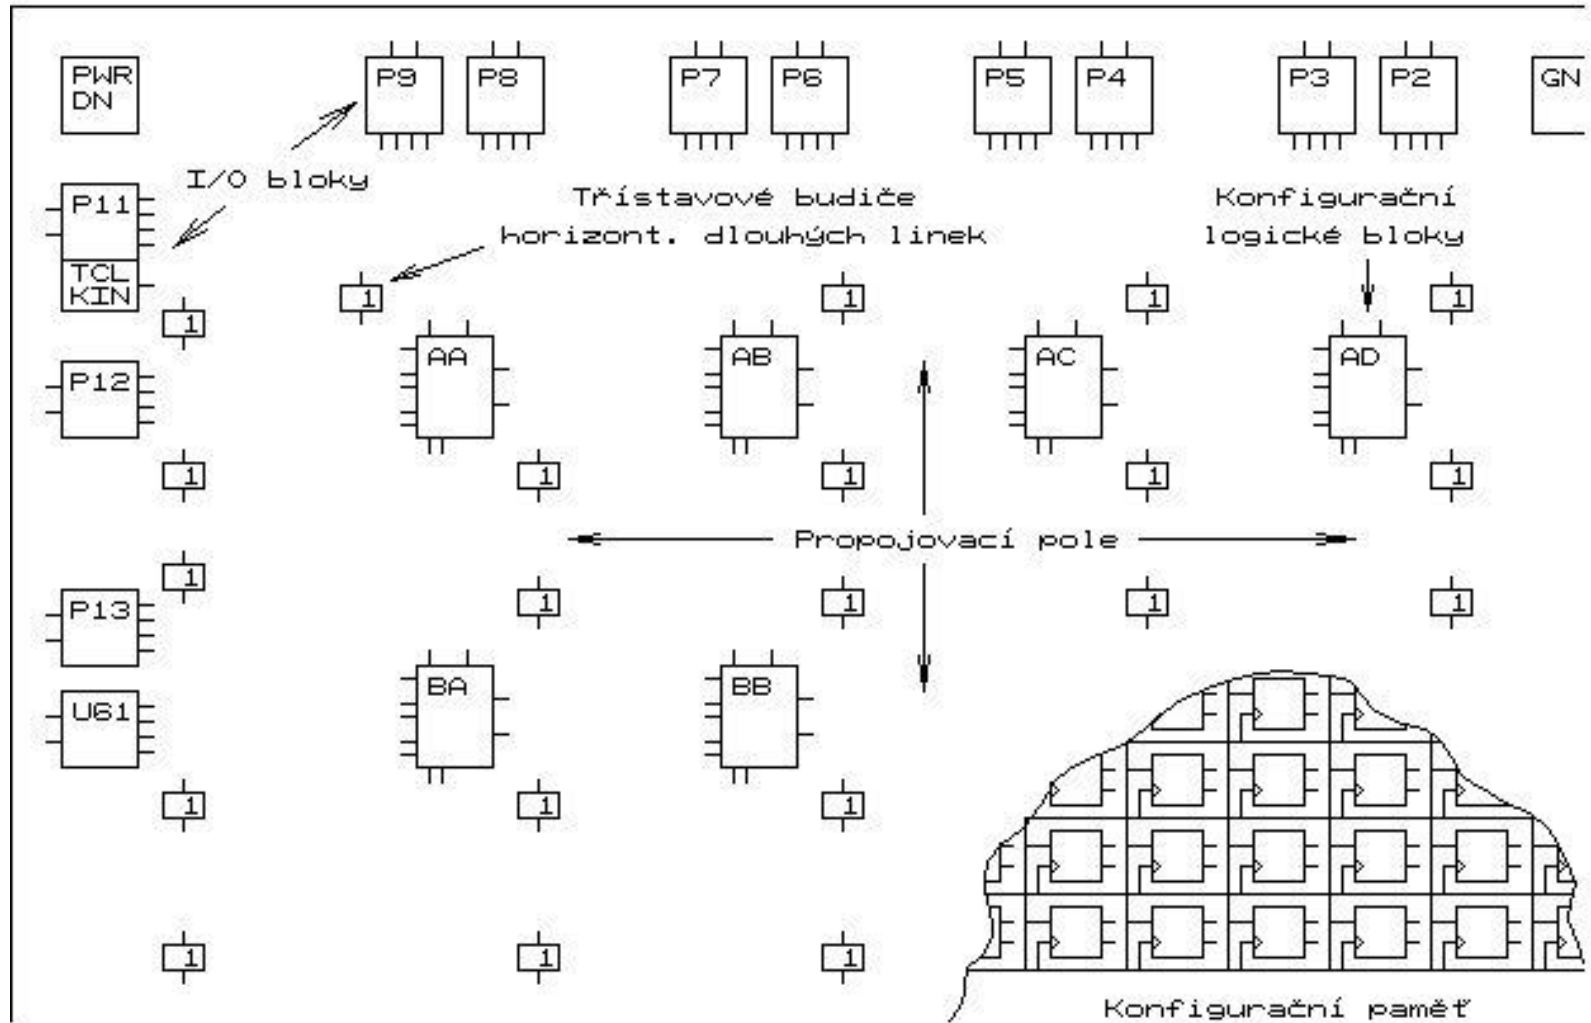 PWR
DN
P9 P8 P7 P6 P5 P4 P3 P2 GN
I/O bloky
P11
Třístavové budiče
horizont. dlouhých linek
Konfigurační
logické bloky
TCL
KIN
1 1 1 1
1
AA AB AC AD
P12
1 1 1 1 1
Propojovací pole
1
1 1 1 1
P13
BA BB
U61
1 1 1
1 1 1
Konfigurační paměť